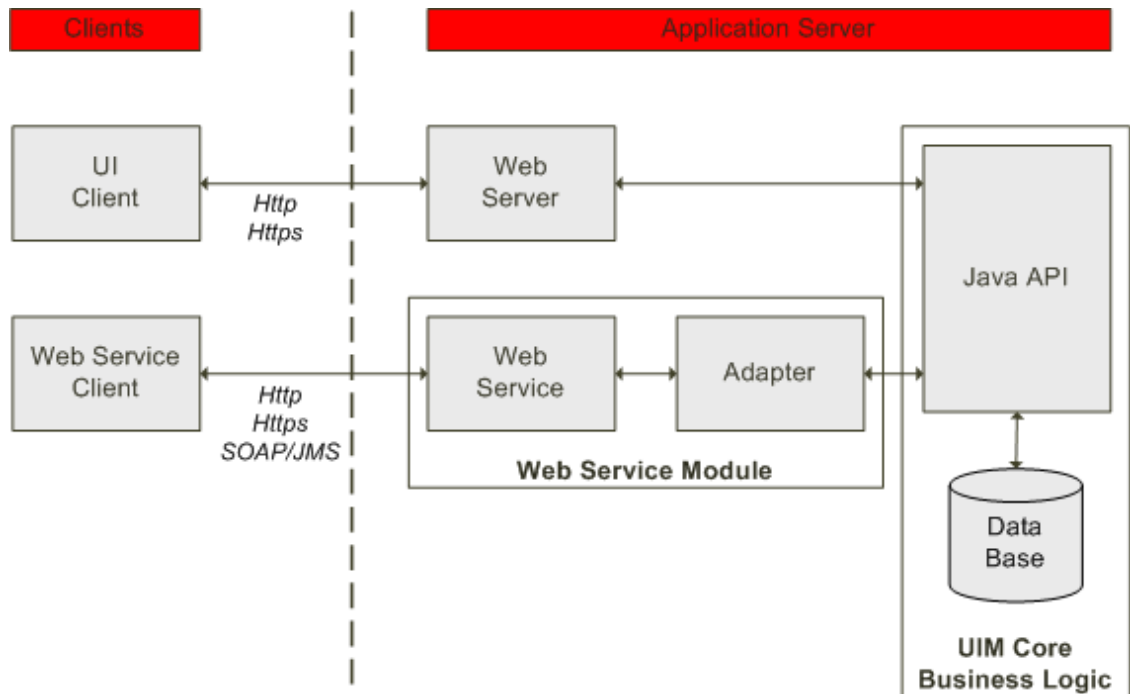 Clients
Application Server
UI
Client
Http
Https
Web
Server
Java API
Web Service
Client
Http
Https
SOAP/JMS
Web
Service
Adapter
Web Service Module
Data
Base
UIM Core
Business Logic